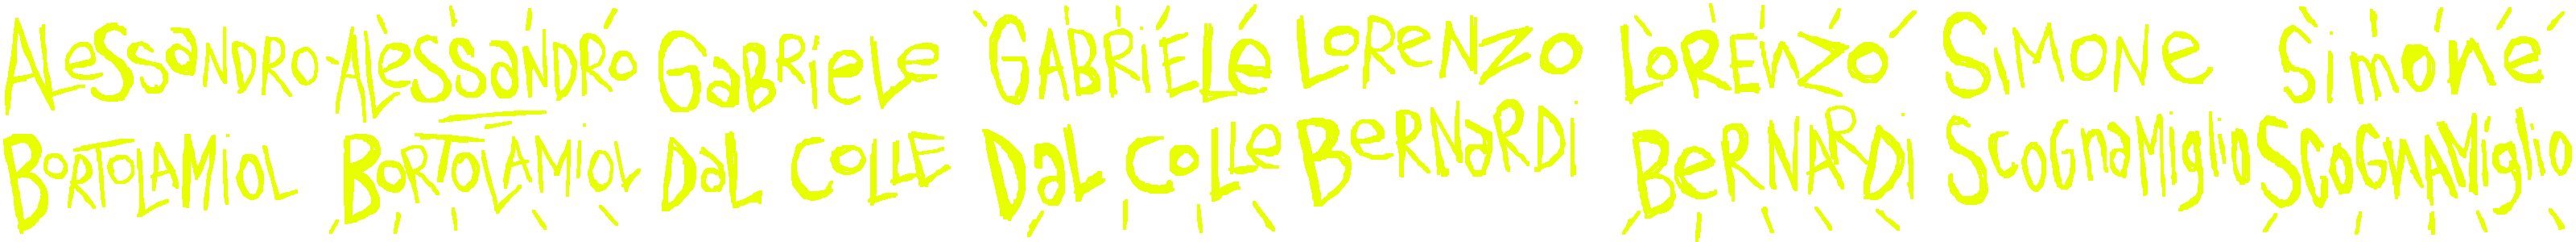 ALeSSaNDRO ALeSSaNDRO GaBRieLe GABRiELe LOReNZO LoRENZO SiMONe Simone
BORTOLAMiOL BORTOLAMiOL DaL COLLE DaL COLLe BeRNaRDi BeRNARDi SCOGnaMiglio SCOGNAMiglio